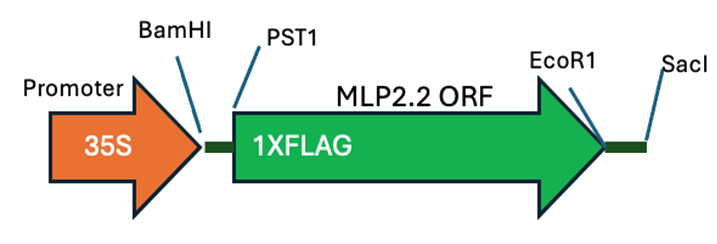 BamHI
PST1
EcoR1
SacI
Promoter
MLP2.2 ORF
35S
1XFLAG